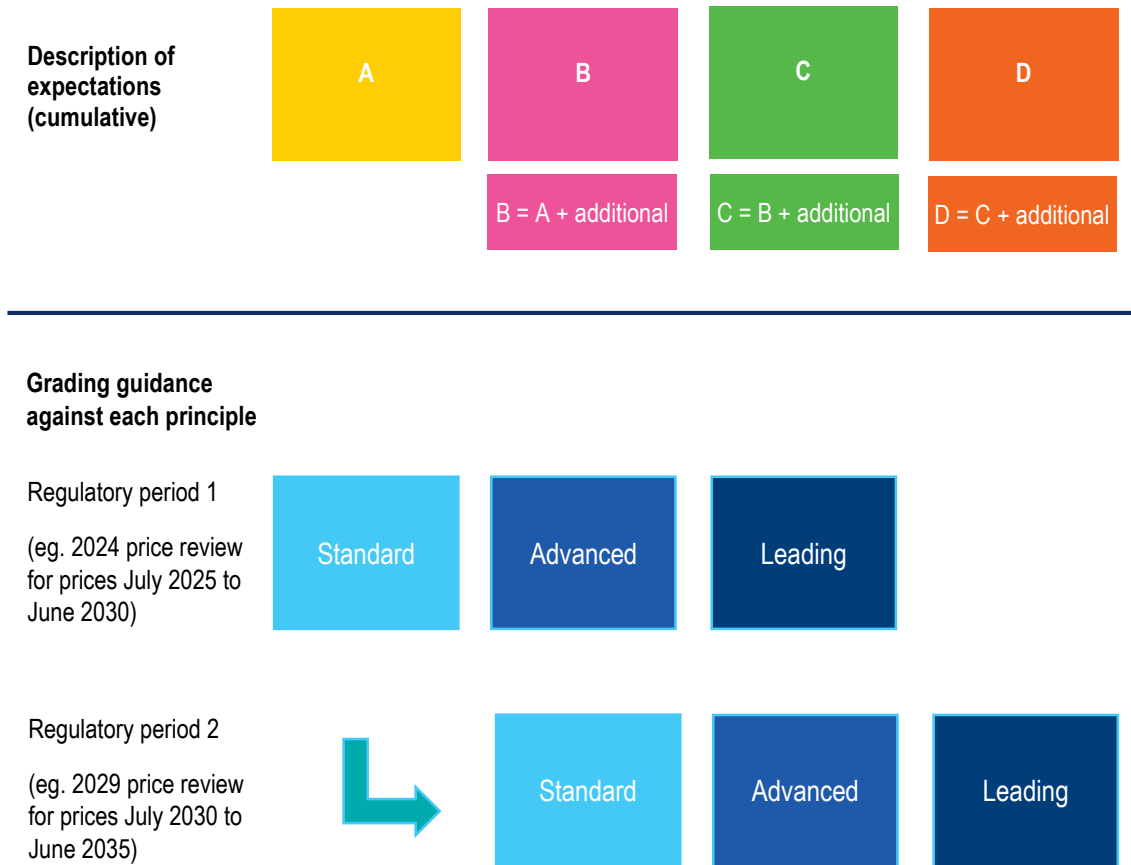 Description of
expectations
(cumulative)
A
B
C
D
B = A + additional
C = B + additional
D = C + additional
Grading guidance
against each principle
Regulatory period 1
(eg. 2024 price review
for prices July 2025 to
June 2030)
Standard
Advanced
Leading
Regulatory period 2
(eg. 2029 price review
for prices July 2030 to
June 2035)
Standard
Advanced
Leading